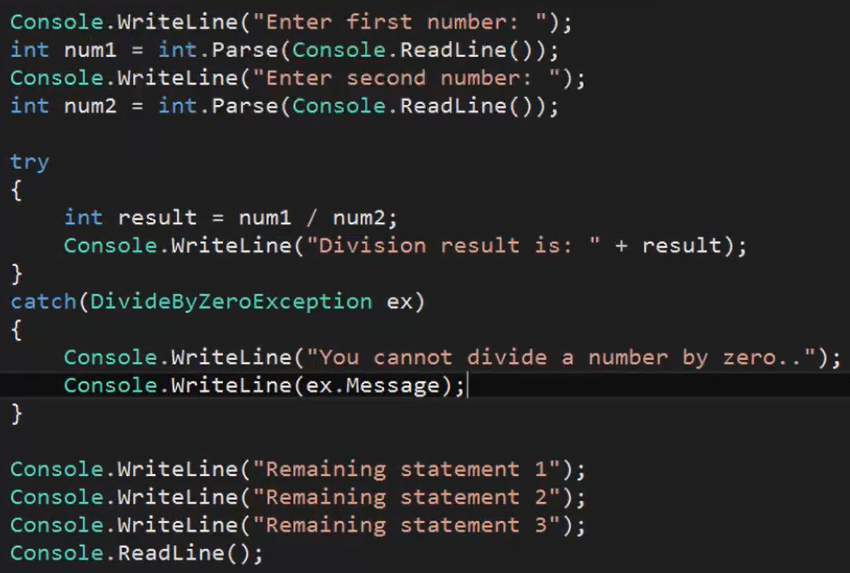 Console.WriteLine("Enter first number: ");
int num1 = int.Parse(Console.ReadLine());
Console.WriteLine("Enter second number: ");
int num2 = int.Parse(Console.ReadLine());

try
{
    int result = num1 / num2;
    Console.WriteLine("Division result is: " + result);
}
catch(DivideByZeroException ex)
{
    Console.WriteLine("You cannot divide a number by zero..");
    Console.WriteLine(ex.Message);
}

Console.WriteLine("Remaining statement 1");
Console.WriteLine("Remaining statement 2");
Console.WriteLine("Remaining statement 3");
Console.ReadLine();